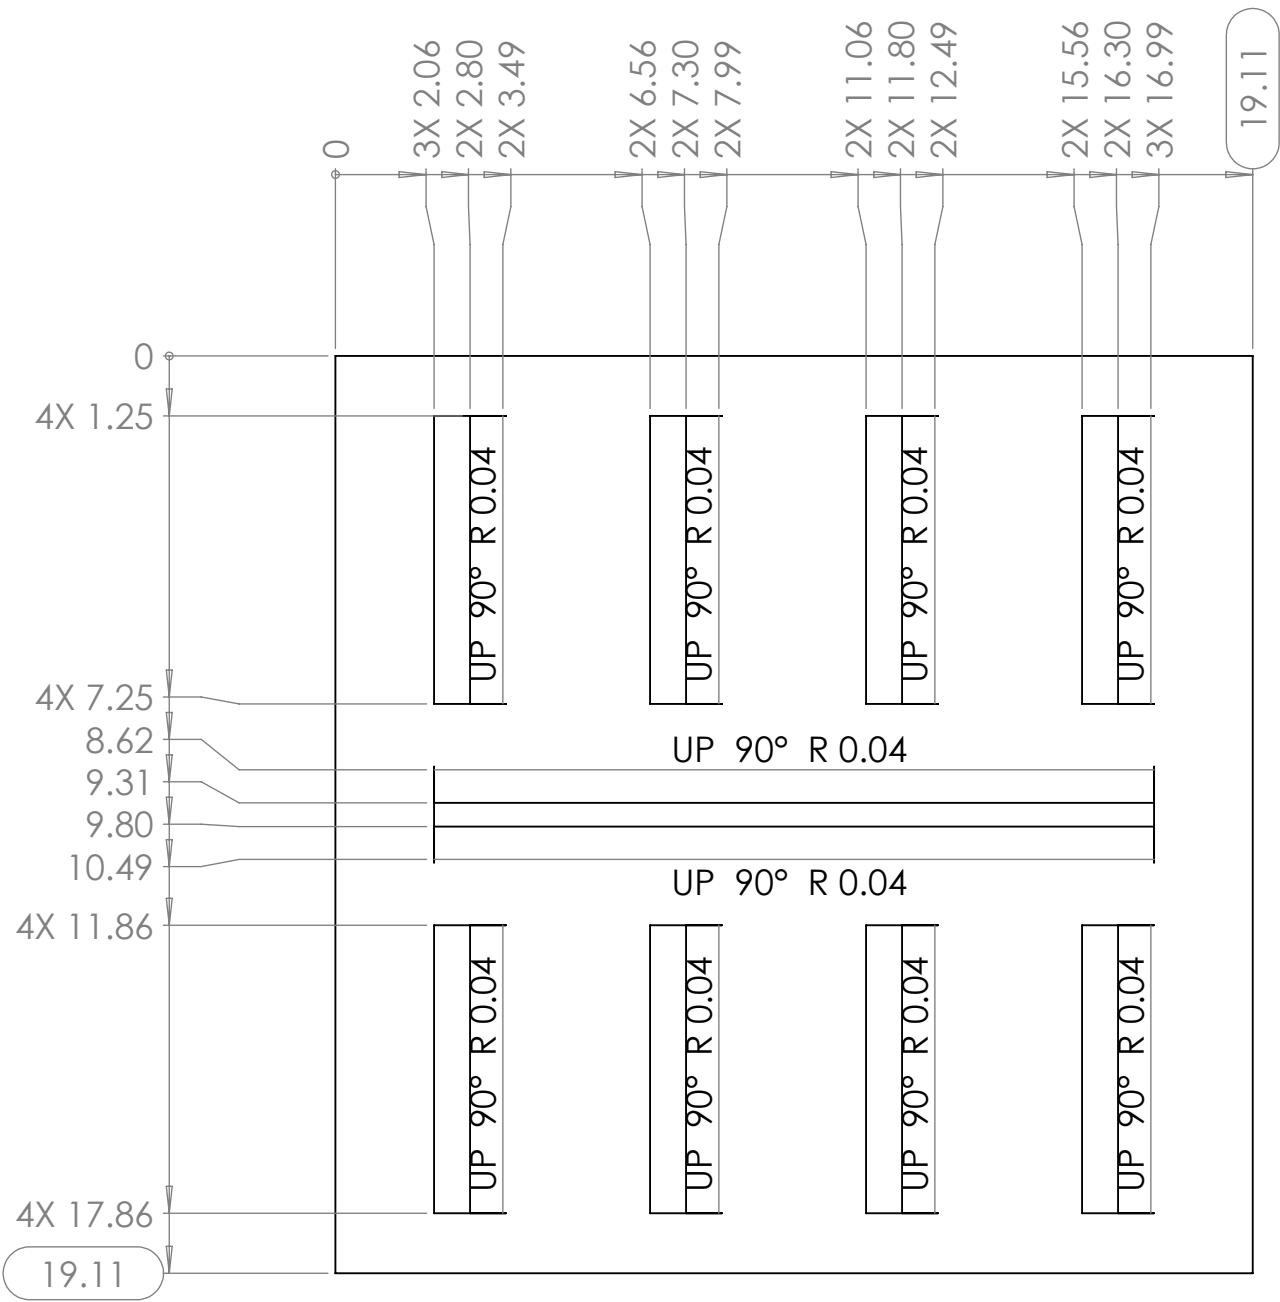 0
3X 2.06
2X 2.80
2X 3.49
2X 6.56
2X 7.30
2X 7.99
2X 11.06
2X 11.80
2X 12.49
2X 15.56
2X 16.30
3X 16.99
19.11
0
4X 1.25
4X 7.25
8.62
9.31
9.80
10.49
4X 11.86
4X 17.86
19.11
UP 90° R 0.04
UP 90° R 0.04
UP 90° R 0.04
UP 90° R 0.04
UP 90° R 0.04
UP 90° R 0.04
UP 90° R 0.04
UP 90° R 0.04
UP 90° R 0.04
UP 90° R 0.04